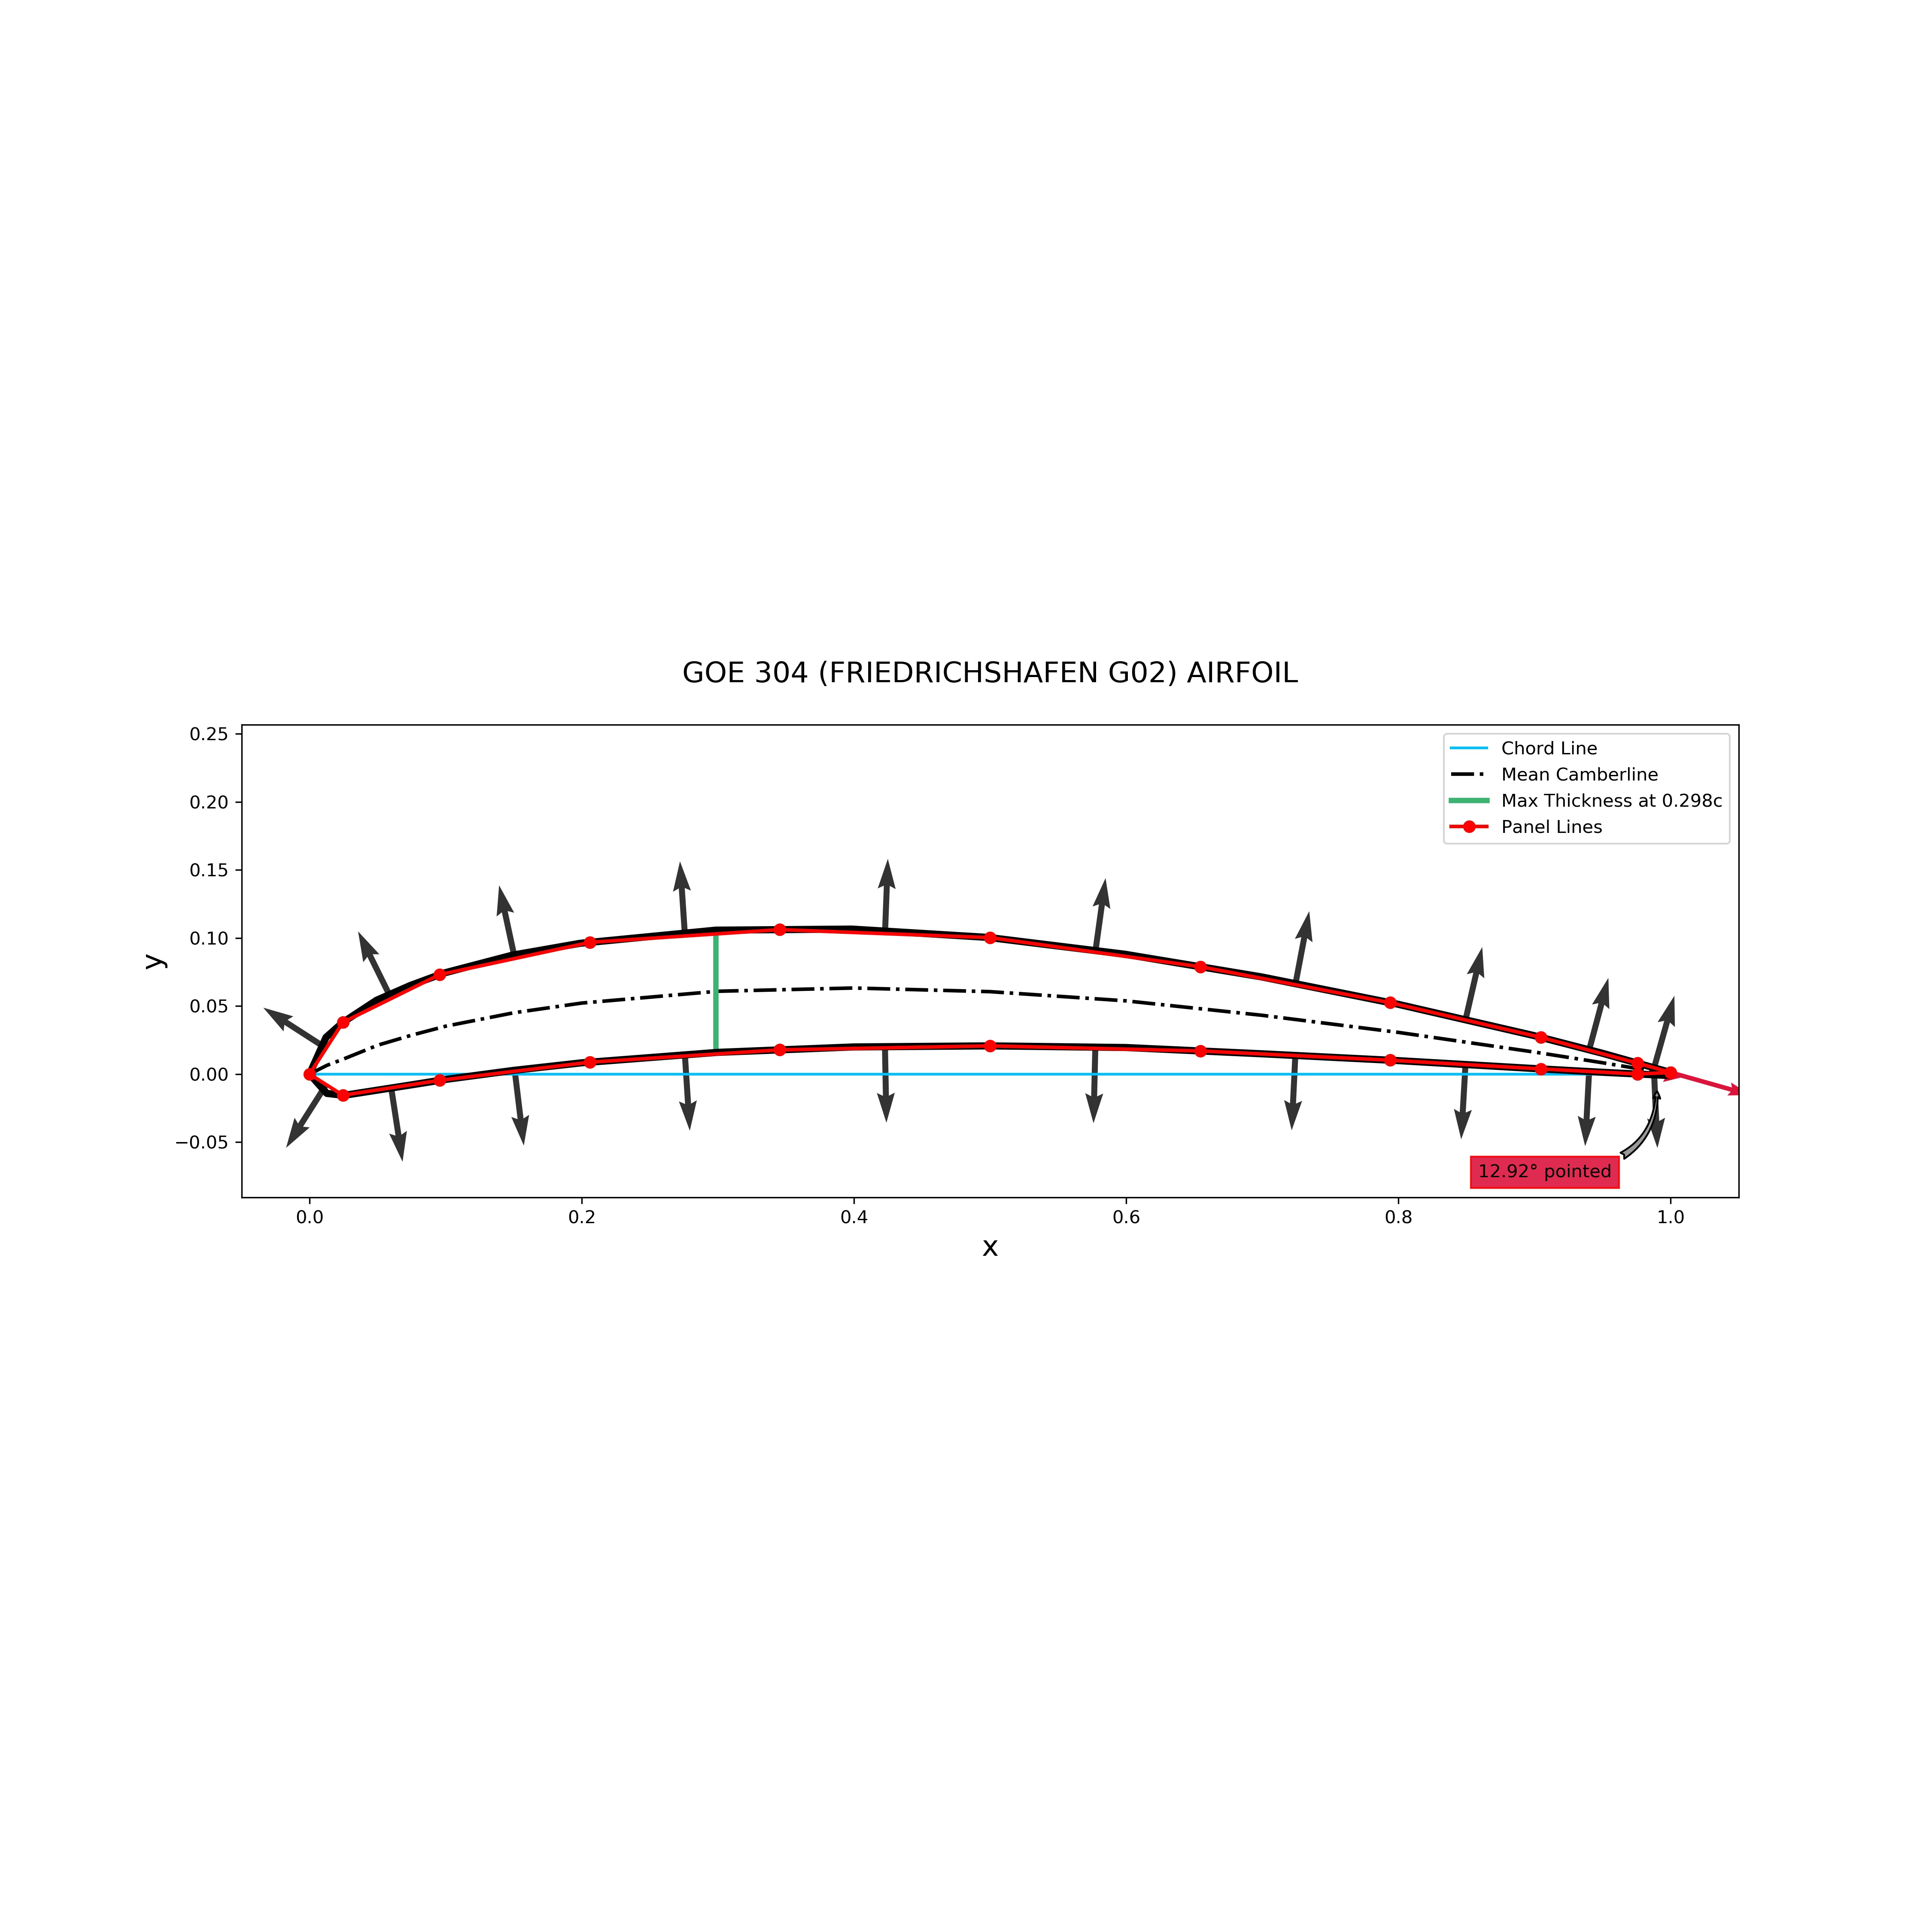 GOE 304 (FRIEDRICHSHAFEN G02) AIRFOIL
0.25
0.20
0.15
0.10
0.05
0.00
−0.05
y
Chord Line
Mean Camberline
Max Thickness at 0.298c
Panel Lines
12.92° pointed
0.0 0.2 0.4 0.6 0.8 1.0
x